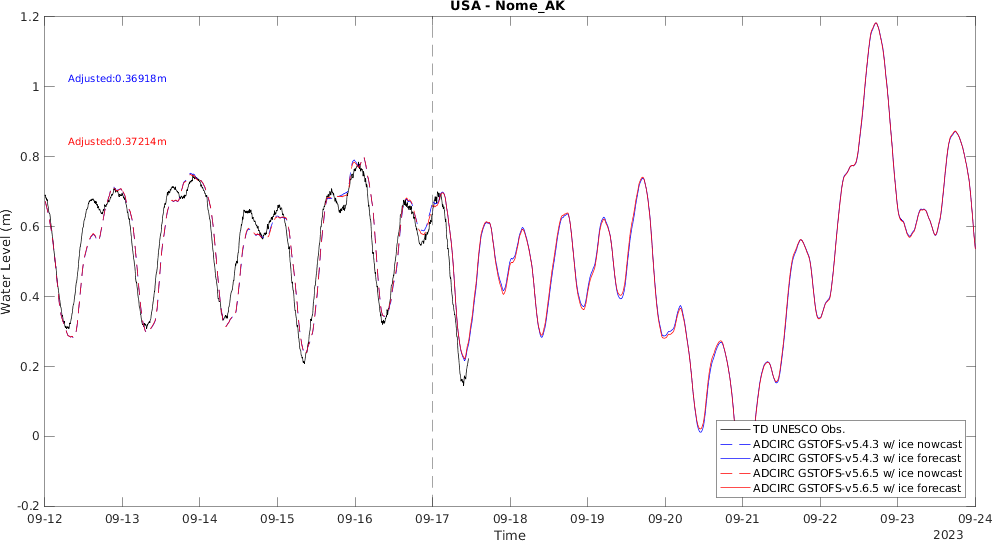 USA - Nome_AK
1.2
1
0.8
0.6
0.4
0.2
0
-0.2
Water Level (m)
Adjusted:0.36918m
Adjusted:0.37214m
TD UNESCO Obs.
ADCIRC GSTOFS-v5.4.3 w/ ice nowcast
ADCIRC GSTOFS-v5.4.3 w/ ice forecast
ADCIRC GSTOFS-v5.6.5 w/ ice nowcast
ADCIRC GSTOFS-v5.6.5 w/ ice forecast
09-12 09-13 09-14 09-15 09-16 09-17 09-18 09-19 09-20 09-21 09-22 09-23 09-24
Time
2023